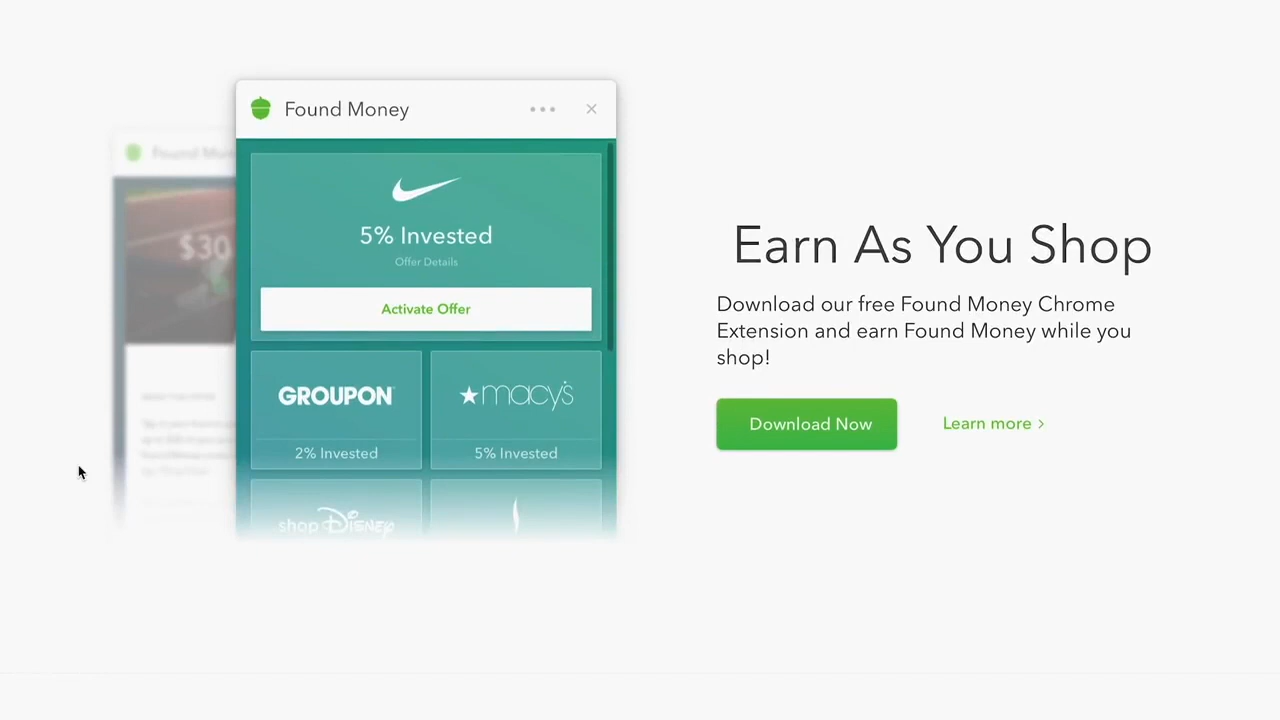 Found Money
$30
5% Invested
Offer Details
Activate Offer
GROUPON
macy's
2% Invested
5% Invested
shop Disney
Earn As You Shop
Download our free Found Money Chrome
Extension and earn Found Money while you
shop!
Download Now
Learn more >